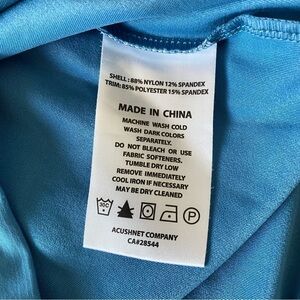 SHELL: 88% NYLON 12% SPANDEX
TRIM: 85% POLYESTER 15% SPANDEX
MADE IN CHINA
MACHINE WASH COLD
WASH DARK COLORS
SEPARATELY.
DO NOT BLEACH OR USE
FABRIC SOFTENERS.
TUMBLE DRY LOW
REMOVE IMMEDIATELY
COOL IRON IF NECESSARY
MAY BE DRY CLEANED
30C P
ACUSHNET COMPANY
CA#28544